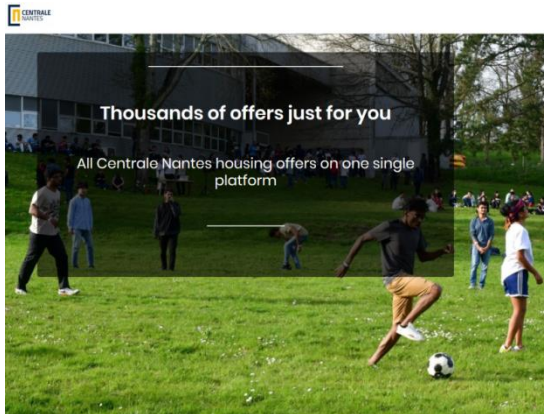 CENTRALE
NANTES
Thousands of offers just for you
All Centrale Nantes housing offers on one single
platform